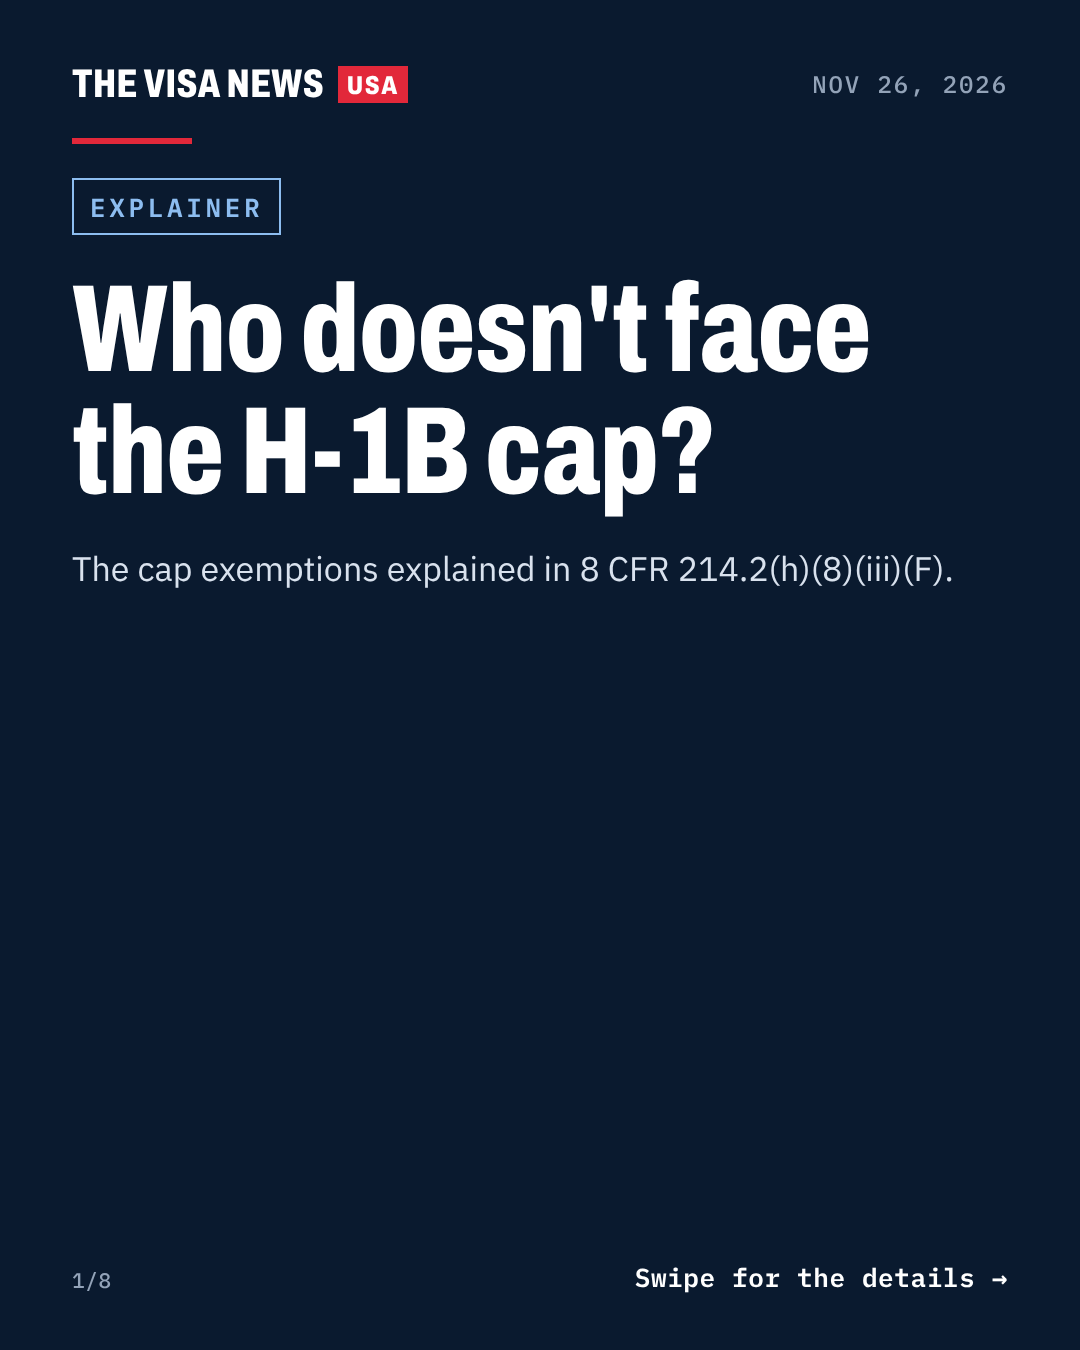 THE VISA NEWS USA
NOV 26, 2026
EXPLAINER
Who doesn't face
the H-1B cap?
The cap exemptions explained in 8 CFR 214.2(h)(8)(iii)(F).
1/8
Swipe for the details →